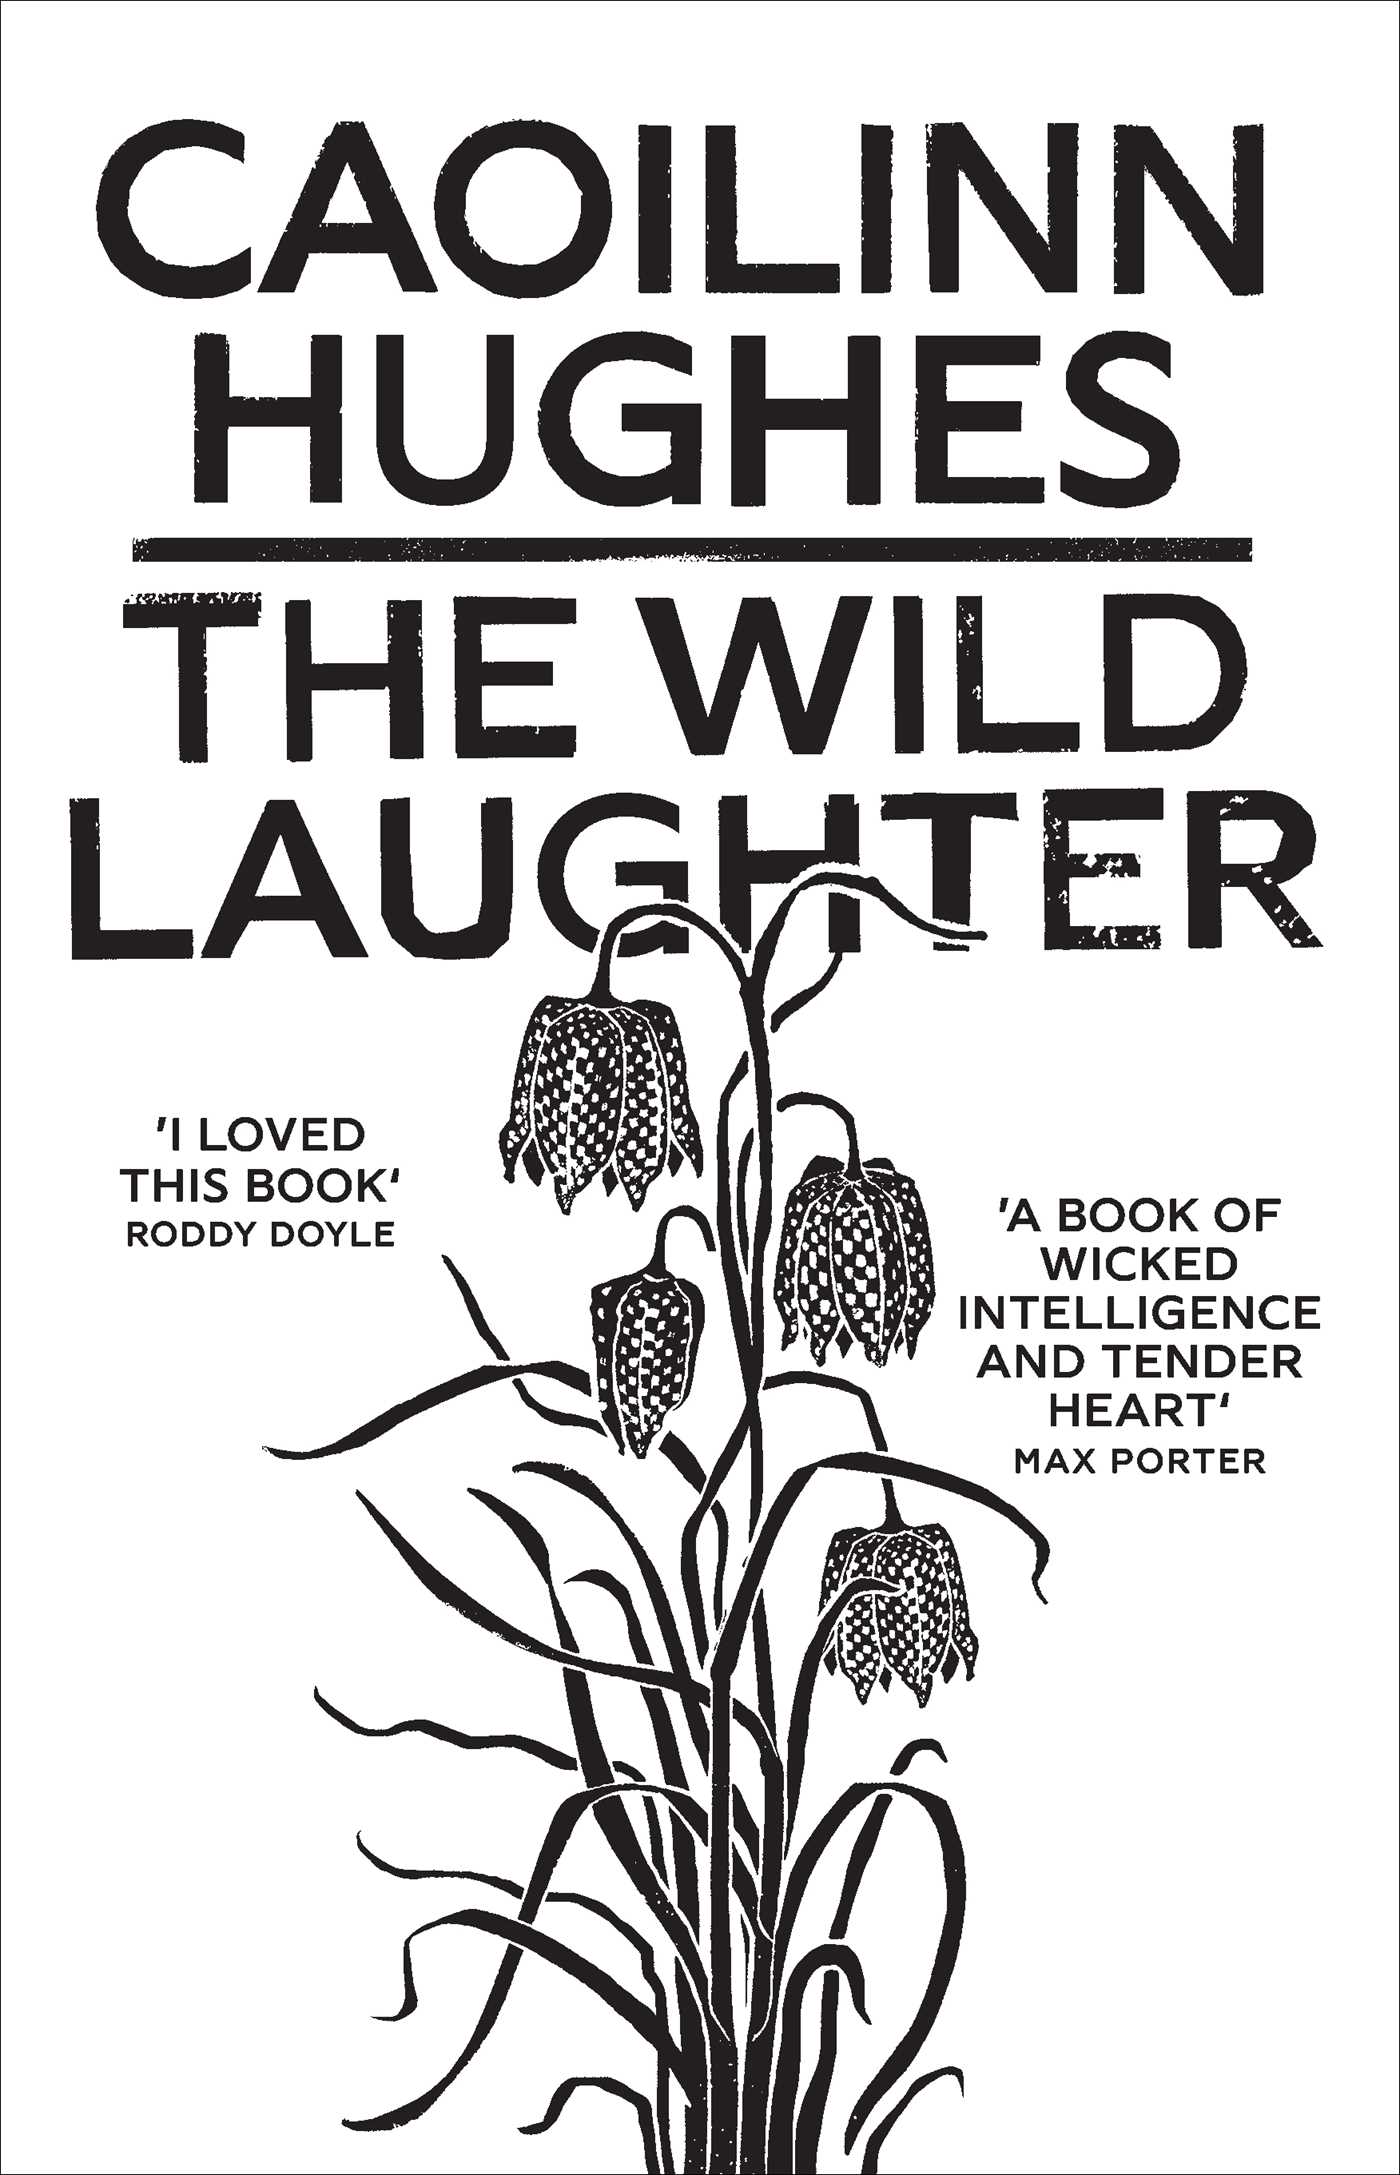 CAOILINN
HUGHES
THE WILD
LAUGHTER
'I LOVED
THIS BOOK‘
RODDY DOYLE
'A BOOK OF
WICKED
INTELLIGENCE
AND TENDER
HEART‘
MAX PORTER